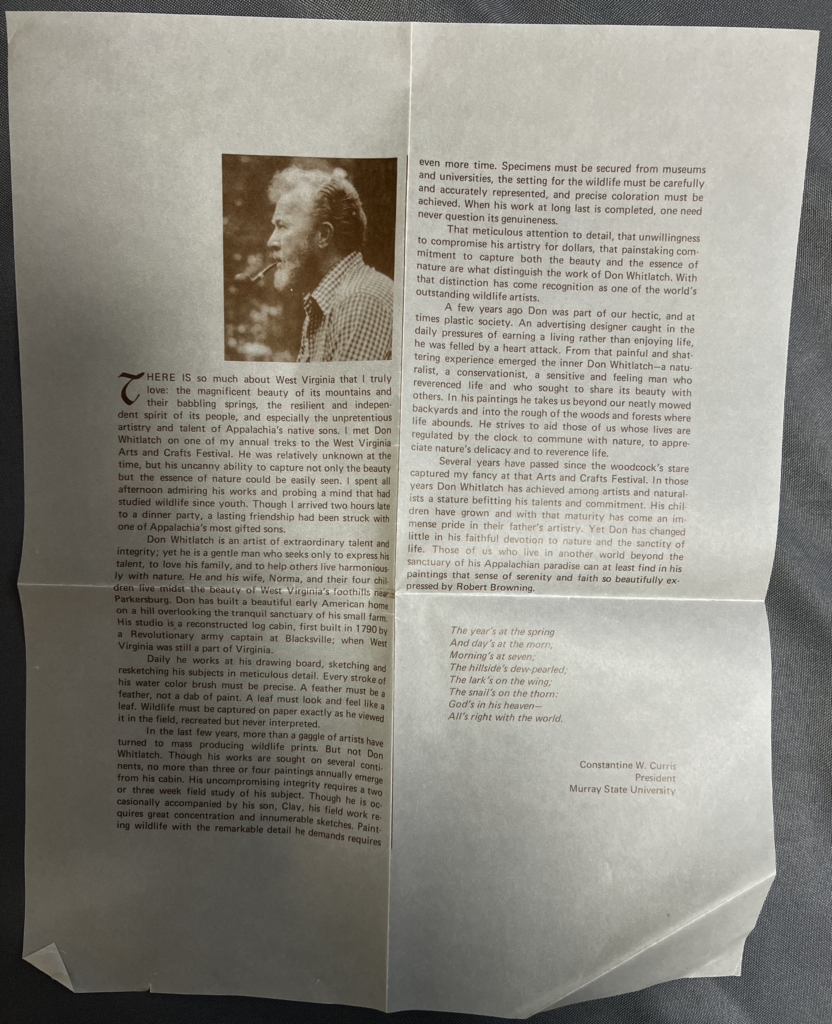 THERE IS so much about West Virginia that I truly
love: the magnificent beauty of its mountains and
their babbling springs, the resilient and indepen-
dent spirit of its people, and especially the unpretentious
artistry and talent of Appalachia's native sons. I met Don
Whitlatch on one of my annual treks to the West Virginia
Arts and Crafts Festival. He was relatively unknown at the
time, but his uncanny ability to capture not only the beauty
but the essence of nature could be easily seen. I spent all
afternoon admiring his works and probing a mind that had
studied wildlife since youth. Though I arrived two hours late
to a dinner party, a lasting friendship had been struck with
one of Appalachia's most gifted sons.
Don Whitlatch is an artist of extraordinary talent and
integrity; yet he is a gentle man who seeks only to express his
talent, to love his family, and to help others live harmonious-
ly with nature. He and his wife, Norma, and their four chil-
dren live midst the beauty of West Virginia's foothills near
Parkersburg. Don has built a beautiful early American home
on a hill overlooking the tranquil sanctuary of his small farm.
His studio is a reconstructed log cabin, first built in 1790 by
a Revolutionary army captain at Blacksville; when West
Virginia was still a part of Virginia.
Daily he works at his drawing board, sketching and
resketching his subjects in meticulous detail. Every stroke of
his water color brush must be precise. A feather must be a
feather, not a dab of paint. A leaf must look and feel like a
leaf. Wildlife must be captured on paper exactly as he viewed
it in the field, recreated but never interpreted.
In the last few years, more than a gaggle of artists have
turned to mass producing wildlife prints. But not Don
Whitlatch. Though his works are sought on several conti-
nents, no more than three or four paintings annually emerge
from his cabin. His uncompromising integrity requires a two
or three week field study of his subject. Though he is oc-
casionally accompanied by his son, Clay, his field work re-
quires great concentration and innumerable sketches. Paint-
ing wildlife with the remarkable detail he demands requires
even more time. Specimens must be secured from museums
and universities, the setting for the wildlife must be carefully
and accurately represented, and precise coloration must be
achieved. When his work at long last is completed, one need
never question its genuineness.
That meticulous attention to detail, that unwillingness
to compromise his artistry for dollars, that painstaking com-
mitment to capture both the beauty and the essence of
nature are what distinguish the work of Don Whitlatch. With
that distinction has come recognition as one of the world's
outstanding wildlife artists.
A few years ago Don was part of our hectic, and at
times plastic society. An advertising designer caught in the
daily pressures of earning a living rather than enjoying life,
he was felled by a heart attack. From that painful and shat-
tering experience emerged the inner Don Whitlatch—a natu-
ralist, a conservationist, a sensitive and feeling man who
reverenced life and who sought to share its beauty with
others. In his paintings he takes us beyond our neatly mowed
backyards and into the rough of the woods and forests where
life abounds. He strives to aid those of us whose lives are
regulated by the clock to commune with nature, to appre-
ciate nature's delicacy and to reverence life.
Several years have passed since the woodcock's stare
captured my fancy at that Arts and Crafts Festival. In those
years Don Whitlatch has achieved among artists and natural-
ists a stature befitting his talents and commitment. His chil-
dren have grown and with that maturity has come an im-
mense pride in their father's artistry. Yet Don has changed
little in his faithful devotion to nature and the sanctity of
life. Those of us who live in another world beyond the
sanctuary of his Appalachian paradise can at least find in his
paintings that sense of serenity and faith so beautifully ex-
pressed by Robert Browning.
The year's at the spring
And day's at the morn;
Morning's at seven;
The hillside's dew-pearled;
The lark's on the wing;
The snail's on the thorn:
God's in his heaven—
All's right with the world.
Constantine W. Curris
President
Murray State University